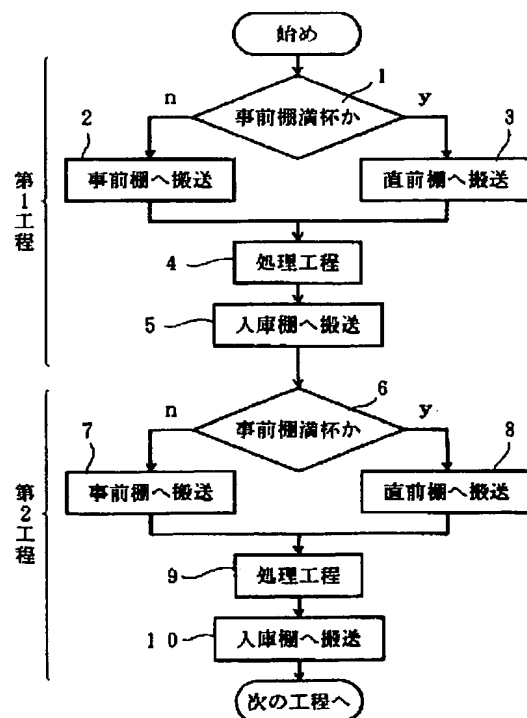 始め
1
事前棚満杯か
n
y
2
事前棚へ搬送
3
直前棚へ搬送
第1工程
4
処理工程
5
入庫棚へ搬送
6
事前棚満杯か
n
y
7
事前棚へ搬送
8
直前棚へ搬送
第2工程
9
処理工程
10
入庫棚へ搬送
次の工程へ